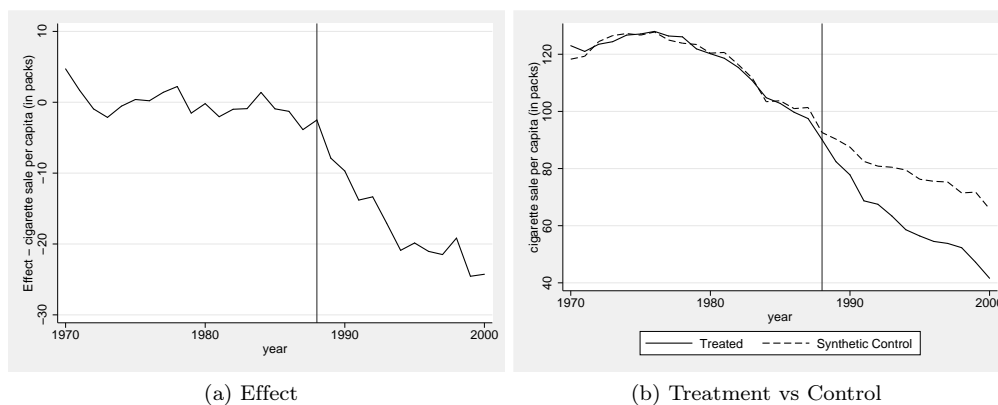 Effect − cigarette sale per capita (in packs)
10
0
−10
−20
−30
1970
1980
1990
2000
year
(a) Effect
cigarette sale per capita (in packs)
120
100
80
60
40
1970
1980
1990
2000
year
Treated
Synthetic Control
(b) Treatment vs Control